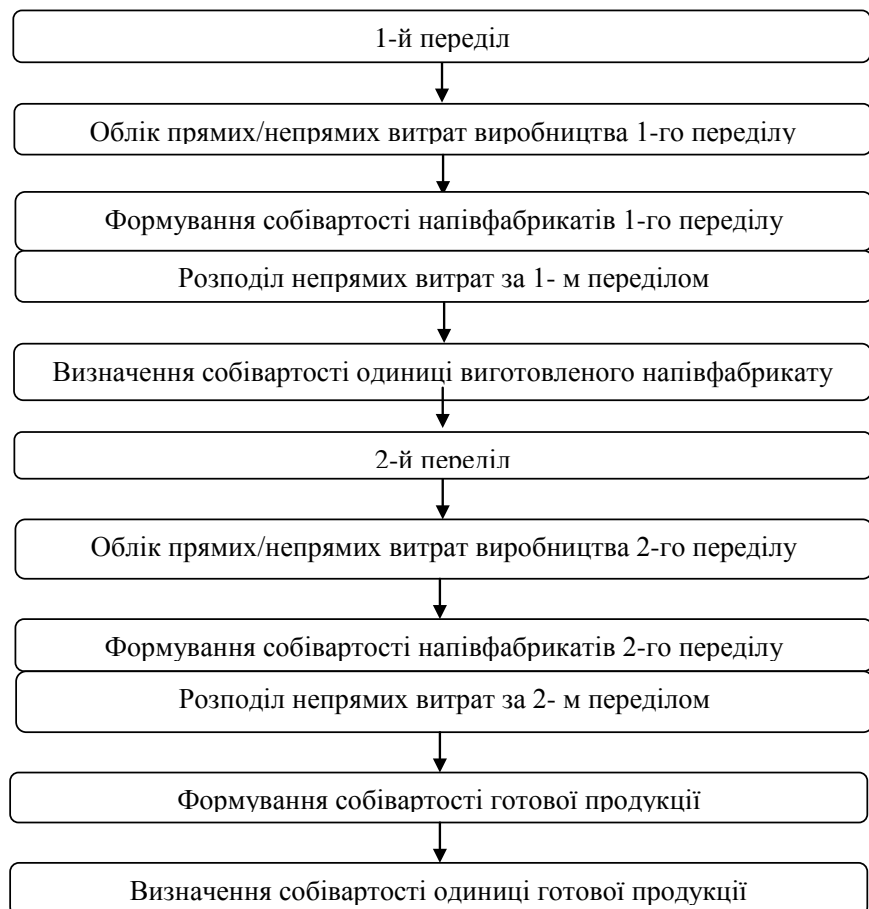 1-й переділ
Облік прямих/непрямих витрат виробництва 1-го переділу
Формування собівартості напівфабрикатів 1-го переділу
Розподіл непрямих витрат за 1- м переділом
Визначення собівартості одиниці виготовленого напівфабрикату
2-й переділ
Облік прямих/непрямих витрат виробництва 2-го переділу
Формування собівартості напівфабрикатів 2-го переділу
Розподіл непрямих витрат за 2- м переділом
Формування собівартості готової продукції
Визначення собівартості одиниці готової продукції